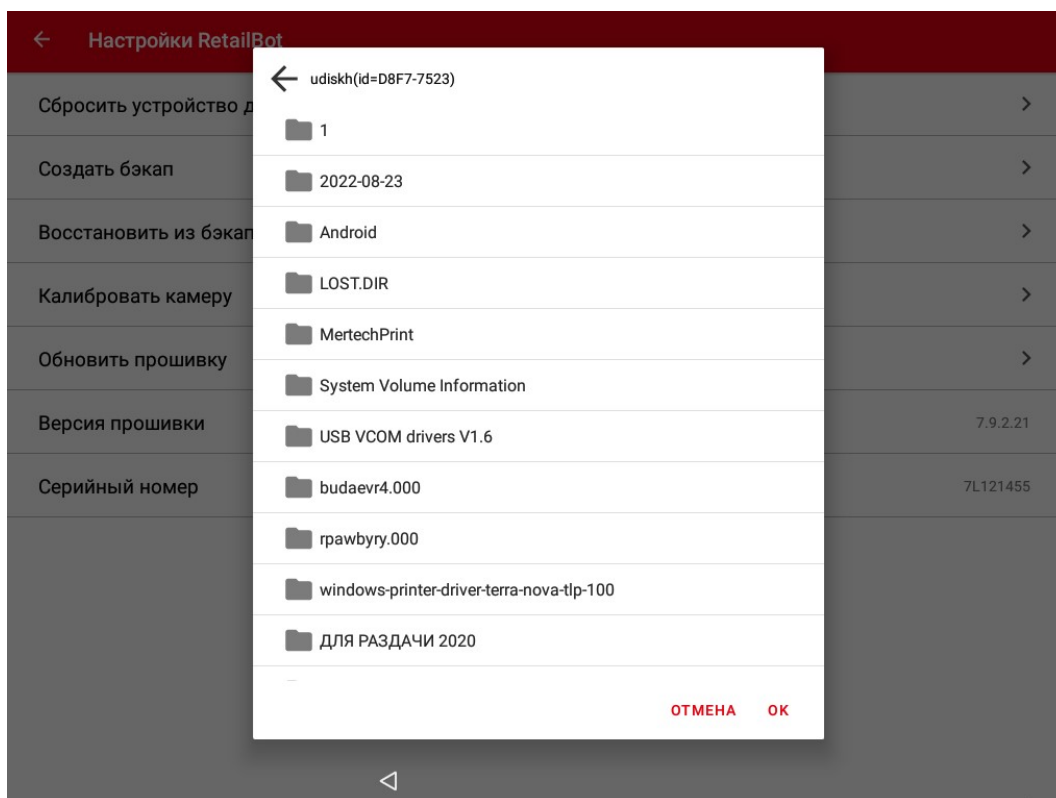 Настройки RetailBot
udiskh(id=D8F7-7523)
Сбросить устройство д
1
Создать бэкап
2022-08-23
Восстановить из бэкап
Android
LOST.DIR
Калибровать камеру
MertechPrint
Обновить прошивку
System Volume Information
Версия прошивки
USB VCOM drivers V1.6
7.9.2.21
Серийный номер
budaevr4.000
7L121455
rpawbyry.000
windows-printer-driver-terra-nova-tlp-100
ДЛЯ РАЗДАЧИ 2020
ОТМЕНА
ОК